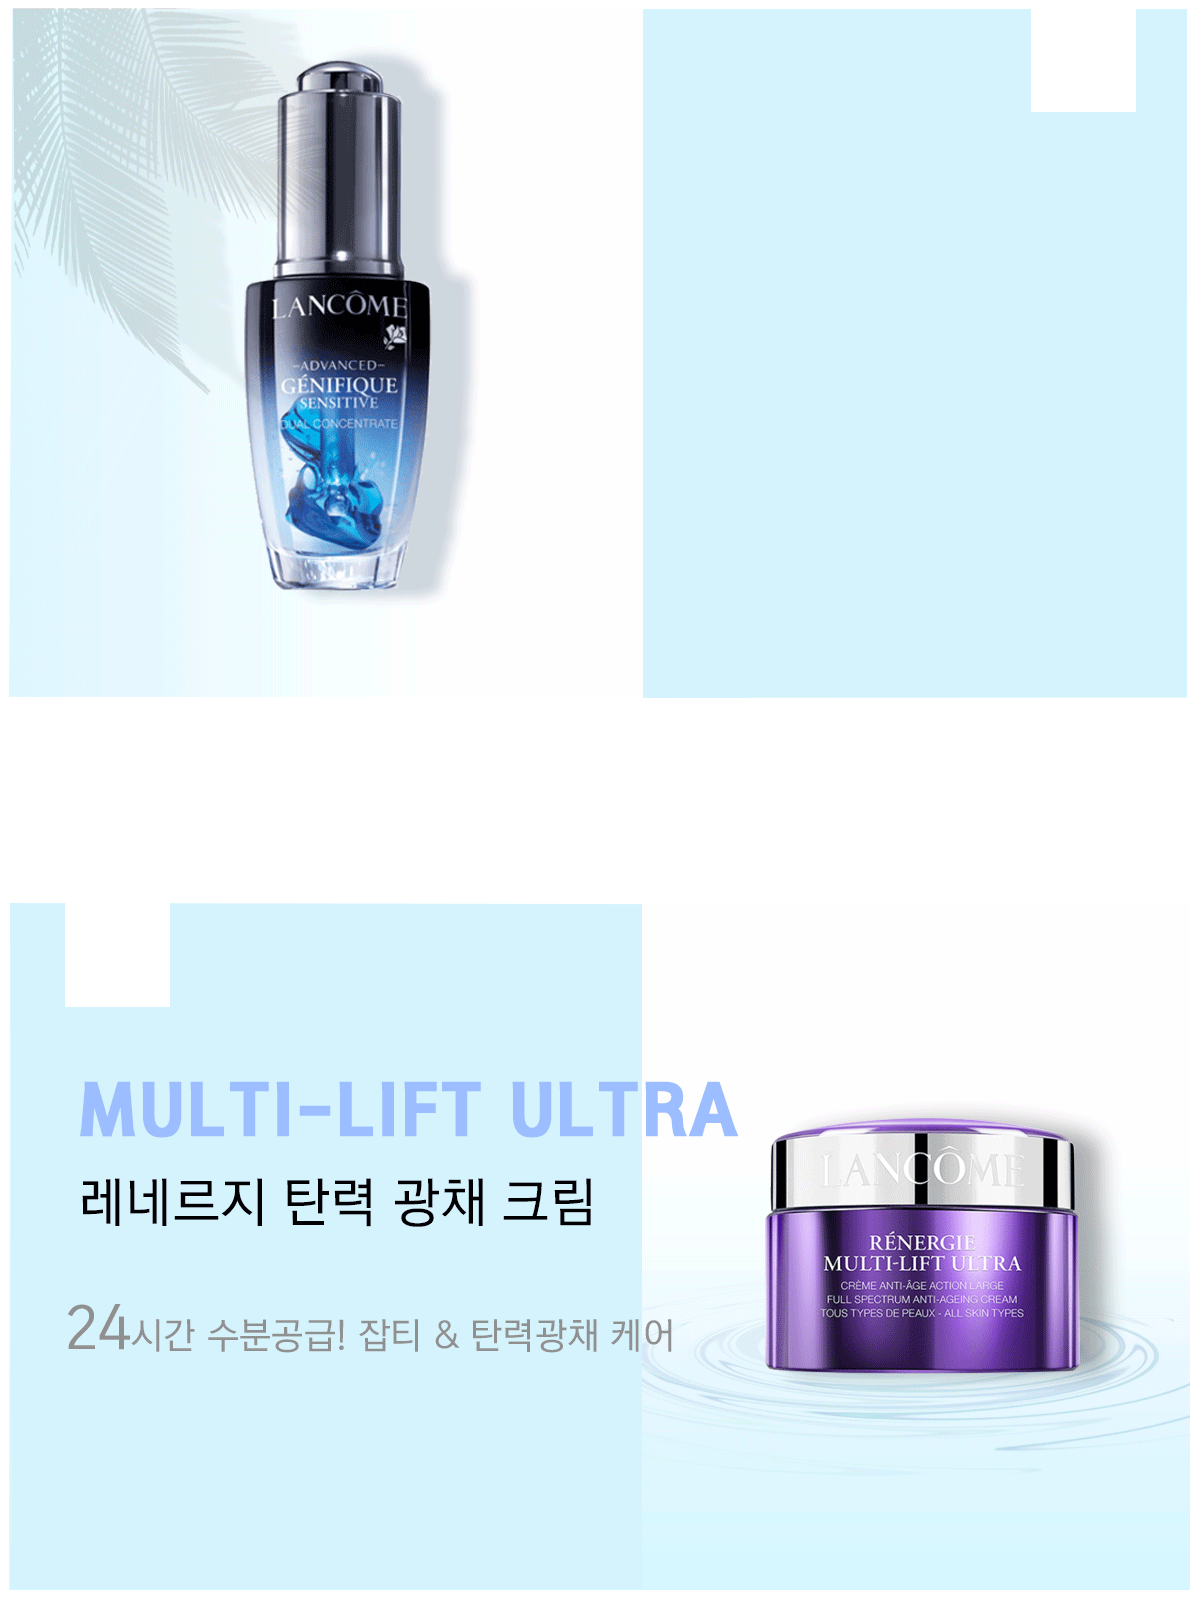 LANCÔME
-ADVANCED-
GÉNIFIQUE
SENSITIVE
DUAL CONCENTRATE
MULTI-LIFT ULTRA
레네르지 탄력 광채 크림
24시간 수분공급! 잡티 & 탄력광채 케어
LANCÔME
RÉNERGIE
MULTI-LIFT ULTRA
CRÈME ANTI-ÂGE ACTION LARGE
FULL SPECTRUM ANTI-AGEING CREAM
TOUS TYPES DE PEAUX - ALL SKIN TYPES